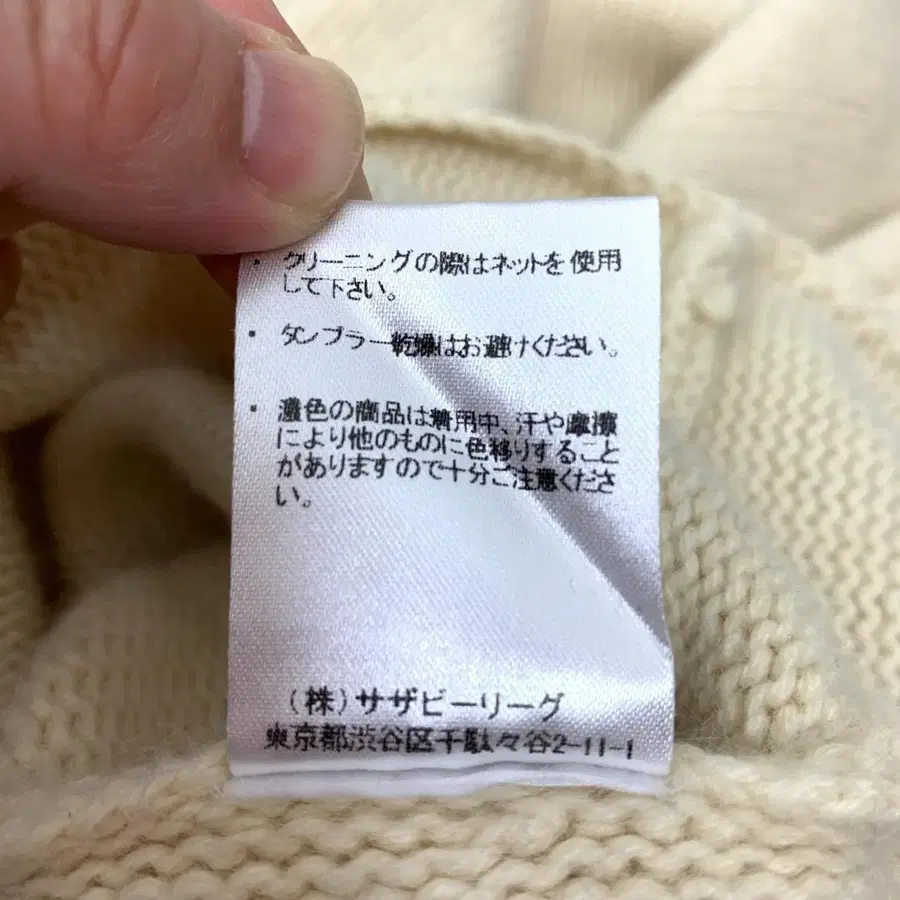 ・ クリーニングの際はネットを使用
して下さい。
・ タンブラー乾燥はお避けください。
・ 濃色の商品は着用中、汗や摩擦
により他のものに色移りすること
がありますので十分ご注意くださ
い。
(株)サザビーリーグ
東京都渋谷区千駄々谷2-11-1